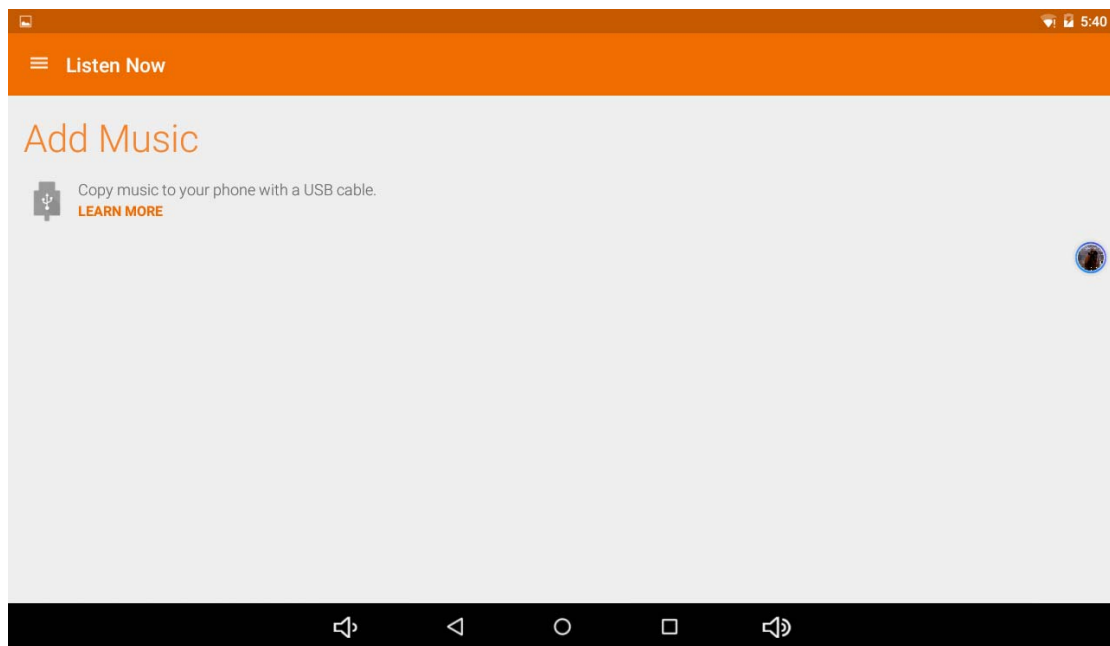 5:40
Listen Now
Add Music
Copy music to your phone with a USB cable.
LEARN MORE